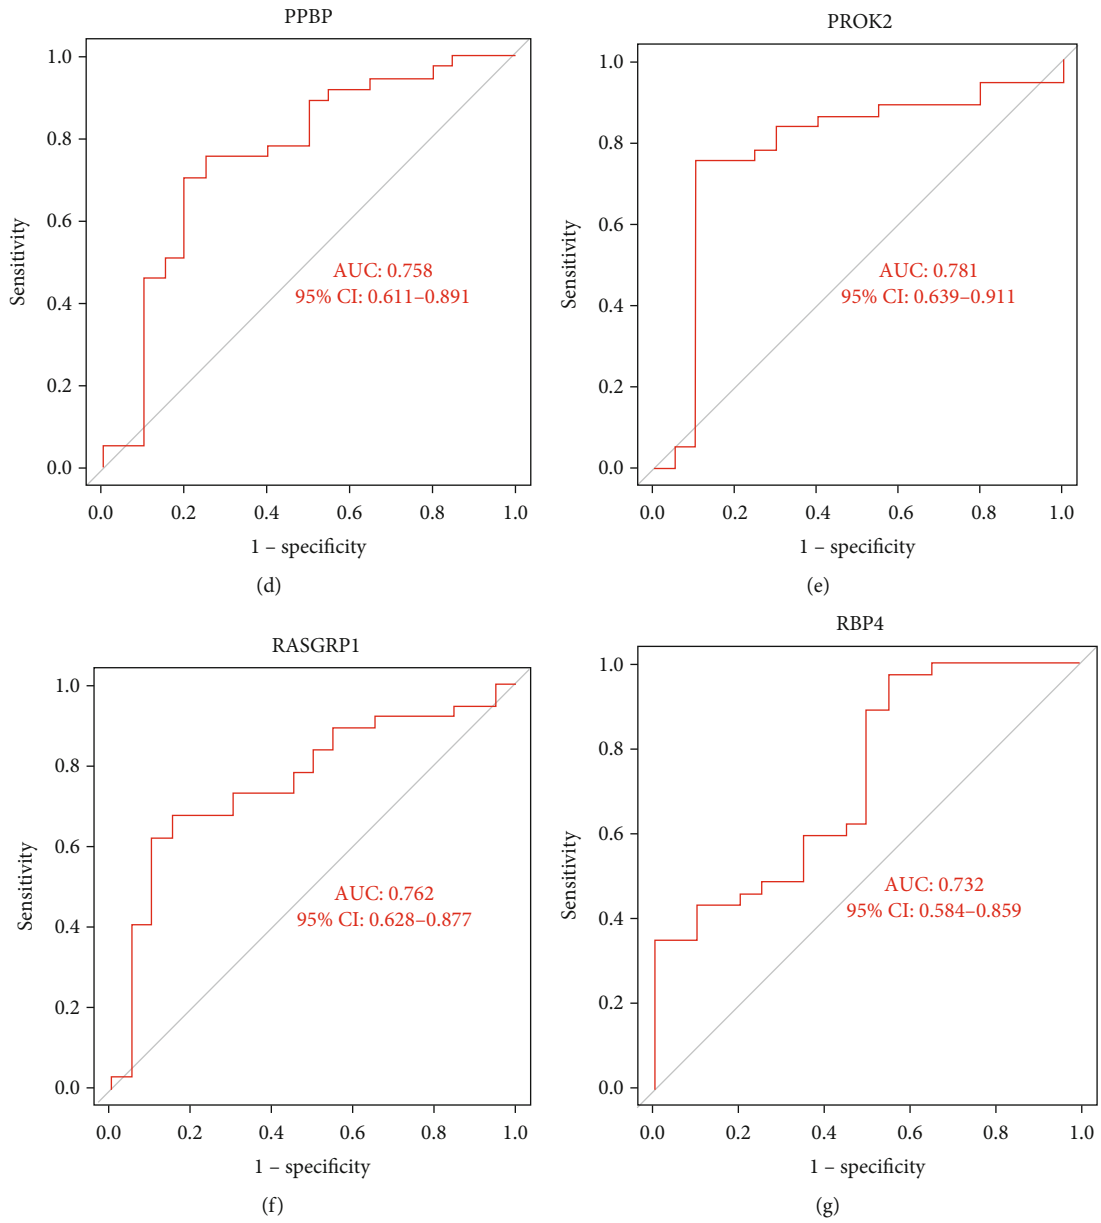 PPBP
1.0
0.8
0.6
0.4
0.2
0.0
Sensitivity
AUC: 0.758
95% CI: 0.611–0.891
0.0 0.2 0.4 0.6 0.8 1.0
1 – specificity
(d)
PROK2
1.0
0.8
0.6
0.4
0.2
0.0
Sensitivity
AUC: 0.781
95% CI: 0.639–0.911
0.0 0.2 0.4 0.6 0.8 1.0
1 – specificity
(e)
RASGRP1
1.0
0.8
0.6
0.4
0.2
0.0
Sensitivity
AUC: 0.762
95% CI: 0.628–0.877
0.0 0.2 0.4 0.6 0.8 1.0
1 – specificity
(f)
RBP4
1.0
0.8
0.6
0.4
0.2
0.0
Sensitivity
AUC: 0.732
95% CI: 0.584–0.859
0.0 0.2 0.4 0.6 0.8 1.0
1 – specificity
(g)